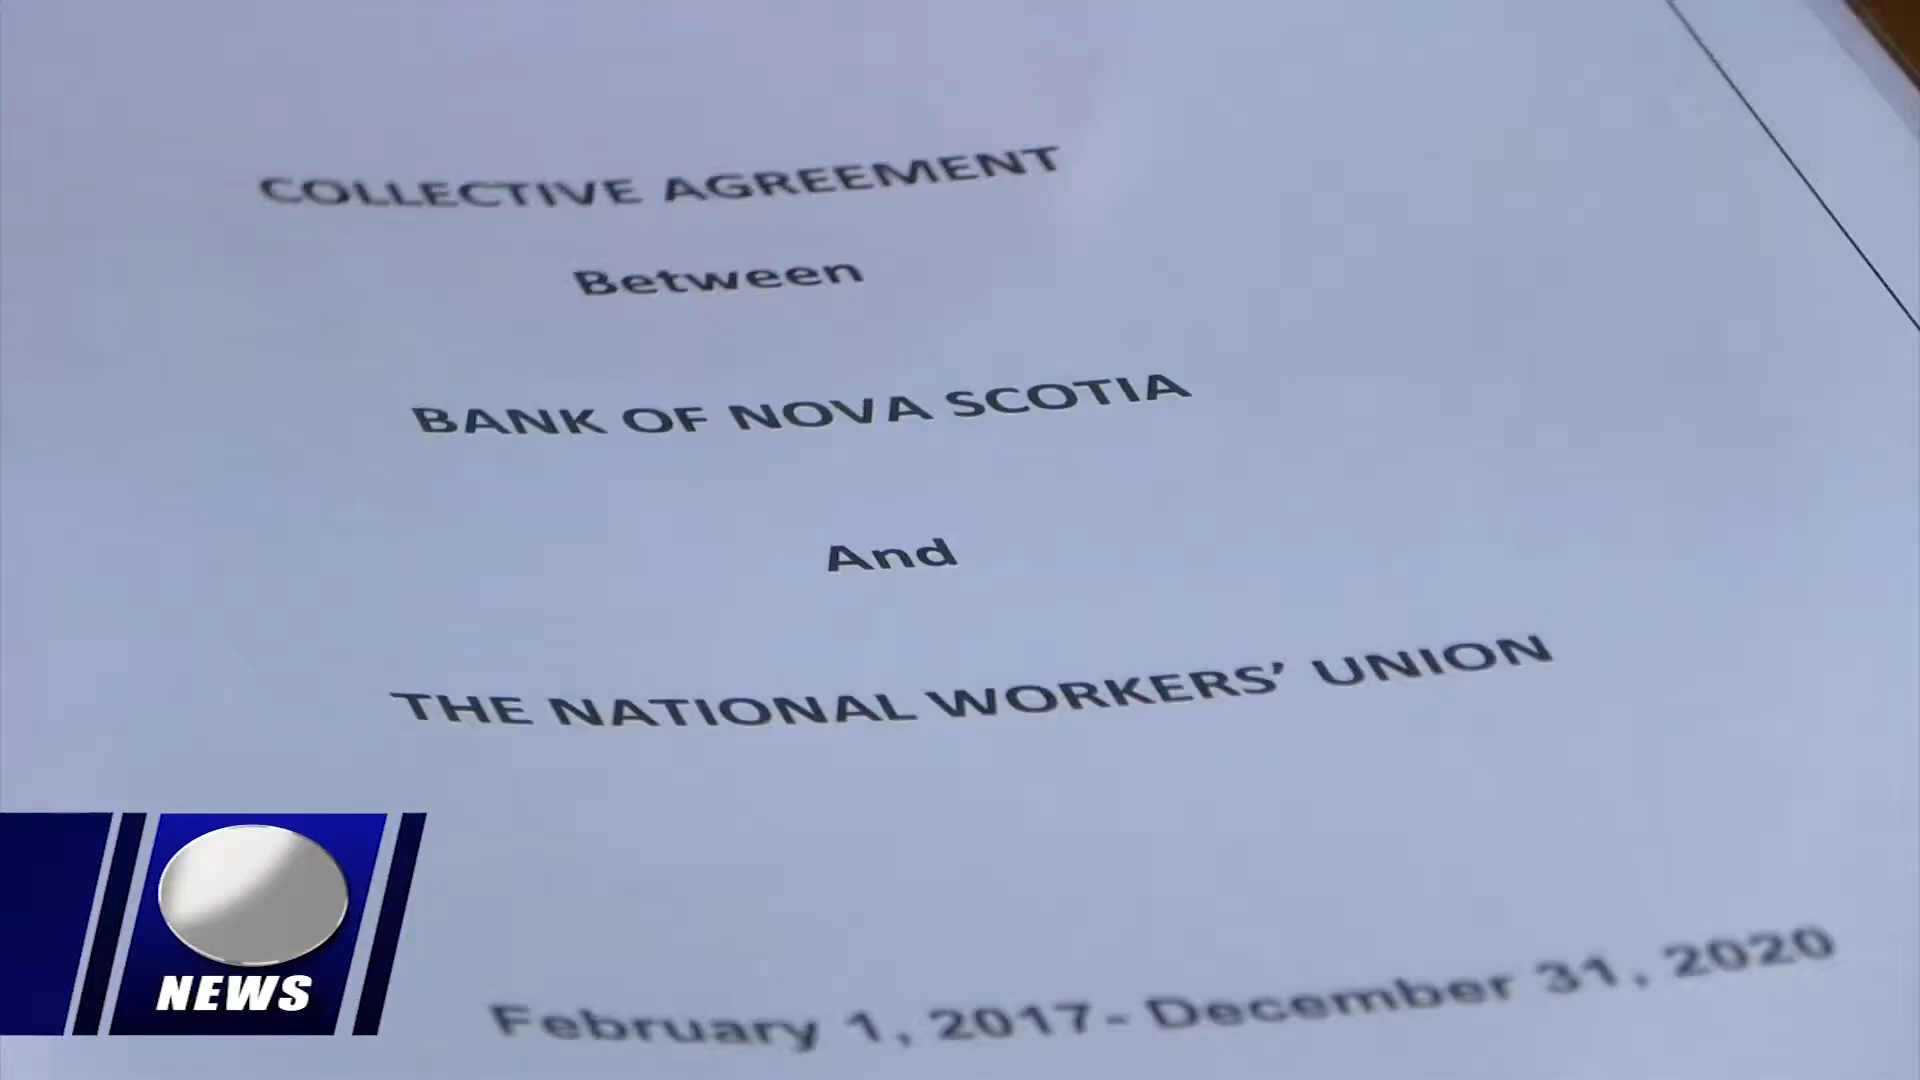 COLLECTIVE AGREEMENT
Between
BANK OF NOVA SCOTIA
And
THE NATIONAL WORKERS’ UNION
February 1, 2017- December 31, 2020
NEWS